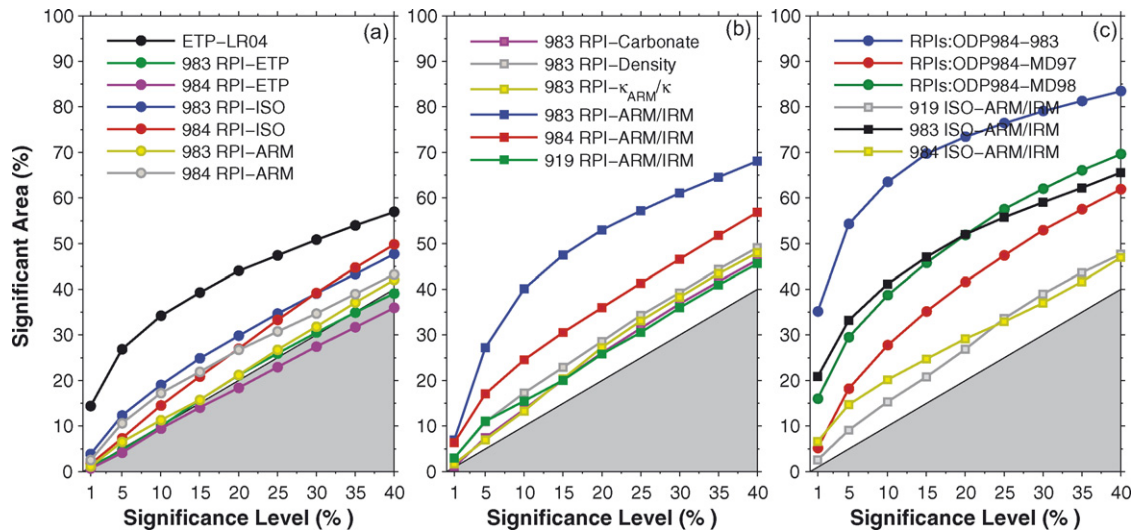 (a)
ETP–LR04
983 RPI–ETP
984 RPI–ETP
983 RPI–ISO
984 RPI–ISO
983 RPI–ARM
984 RPI–ARM
Significant Area (%)
100
90
80
70
60
50
40
30
20
10
0
1 5 10 15 20 25 30 35 40
Significance Level (% )
(b)
983 RPI–Carbonate
983 RPI–Density
983 RPI–κARM/κ
983 RPI–ARM/IRM
984 RPI–ARM/IRM
919 RPI–ARM/IRM
100
90
80
70
60
50
40
30
20
10
0
1 5 10 15 20 25 30 35 40
Significance Level (% )
(c)
RPIs:ODP984–983
RPIs:ODP984–MD97
RPIs:ODP984–MD98
919 ISO–ARM/IRM
983 ISO–ARM/IRM
984 ISO–ARM/IRM
100
90
80
70
60
50
40
30
20
10
0
1 5 10 15 20 25 30 35 40
Significance Level (% )